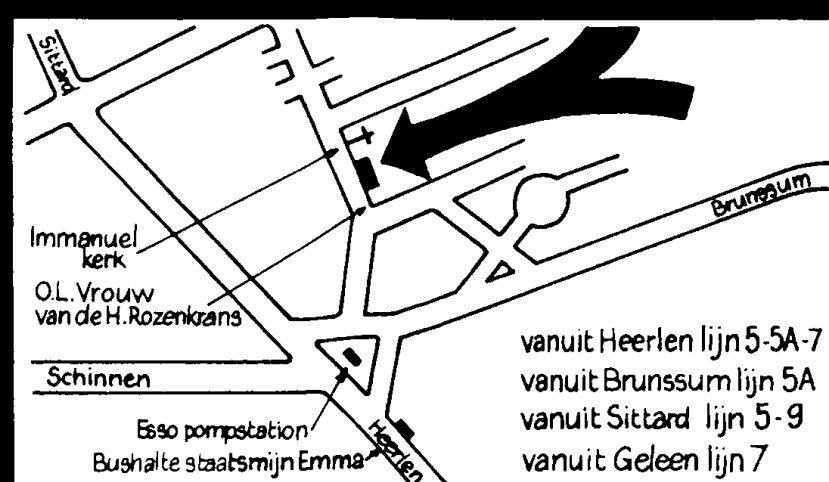 Sittard
Immanuel
kerk
O.L.Vrouw
van de H.Rozenkrans
Brunssum
Schinnen
Esso pompstation
Bushalte staatsmijn Emma
Heerlen
vanuit Heerlen lijn 5-5A-7
vanuit Brunssum lijn 5A
vanuit Sittard lijn 5-9
vanuit Geleen lijn 7